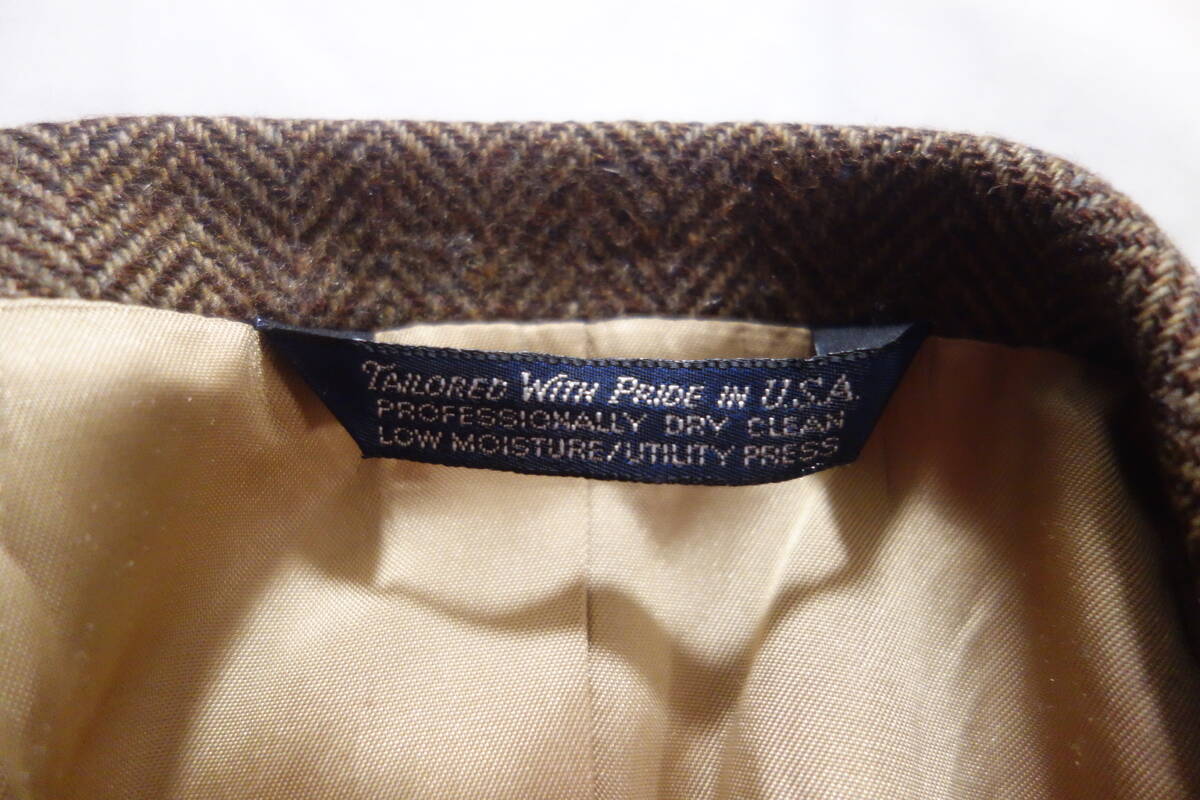 TAILORED WITH PRIDE IN U.S.A.
PROFESSIONALLY DRY CLEAN
LOW MOISTURE/UTILITY PRESS